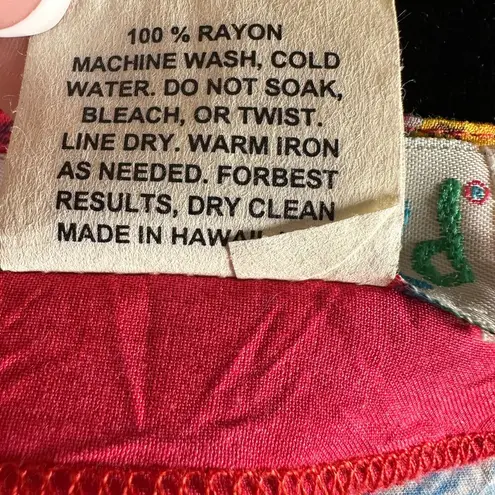 100 % RAYON
MACHINE WASH, COLD
WATER. DO NOT SOAK,
BLEACH, OR TWIST.
LINE DRY. WARM IRON
AS NEEDED. FORBEST
RESULTS, DRY CLEAN
MADE IN HAWAII